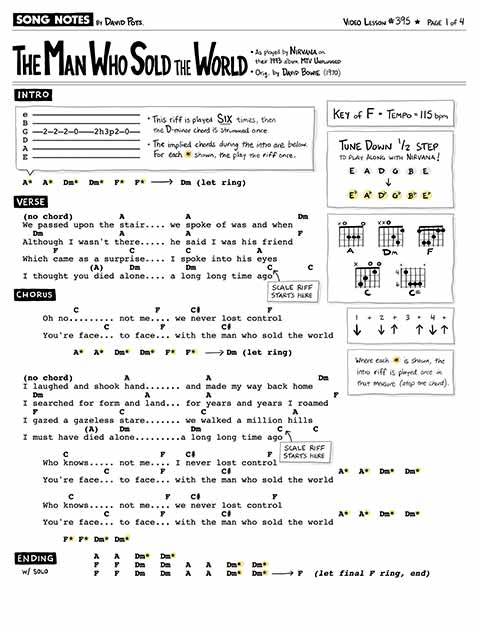 SONG NOTES BY DAVID POTS. VIDEO LESSON #395 ★ PAGE 1 of 4
THE MAN WHO SOLD THE WORLD
• As played by NIRVANA on
their 1993 album MTV UNPLUGGED
• Orig. by DAVID BOWIE (1970)
INTRO
e
B
G—2-2-2-0—2h3p2-0—
D
A
E
• This riff is played SIX times, then
the D-minor chord is strummed once.
• The implied chords during the intro are below.
For each * shown, the play the riff once.
A* A* Dm* Dm* F* F* → Dm (let ring)
KEY of F • TEMPO = 115 bpm
TUNE DOWN 1/2 STEP
TO PLAY ALONG WITH NIRVANA!
E A D G B E
Eb Ab Db Gb Bb Eb
VERSE
(no chord) A A Dm
We passed upon the stair.... we spoke of was and when
Dm A A F
Although I wasn't there..... he said I was his friend
F C A
Which came as a surprise.... I spoke into his eyes
(A) Dm Dm C C
I thought you died alone.... a long long time ago
SCALE RIFF
STARTS HERE
A Dm F
C C#
CHORUS
C F C# F
Oh no......... not me.... we never lost control
C F C#
You're face... to face... with the man who sold the world
A* A* Dm* Dm* F* F* → Dm (let ring)
1 + 2 + 3 + 4 +
↓ ↓ ↑ ↑ ↓ ↑
Where each * is shown, the
intro riff is played once in
that measure (atop the chord).
(no chord) A A Dm
I laughed and shook hand....... and made my way back home
Dm A A F
I searched for form and land... for years and years I roamed
F C A
I gazed a gazeless stare....... we walked a million hills
(A) Dm Dm C C
I must have died alone.........a long long time ago
SCALE RIFF
STARTS HERE
C F C# F
Who knows..... not me.... I never lost control
C F C# A* A* Dm* Dm*
You're face... to face... with the man who sold the world
C F C# F
Who knows..... not me.... we never lost control
C F C# A* A* Dm* Dm*
You're face... to face... with the man who sold the world
F* F* Dm* Dm*
ENDING
W/ SOLO
A A Dm* Dm*
F F Dm Dm A A Dm* Dm*
F F Dm Dm A A Dm* Dm* → F (let final F ring, end)